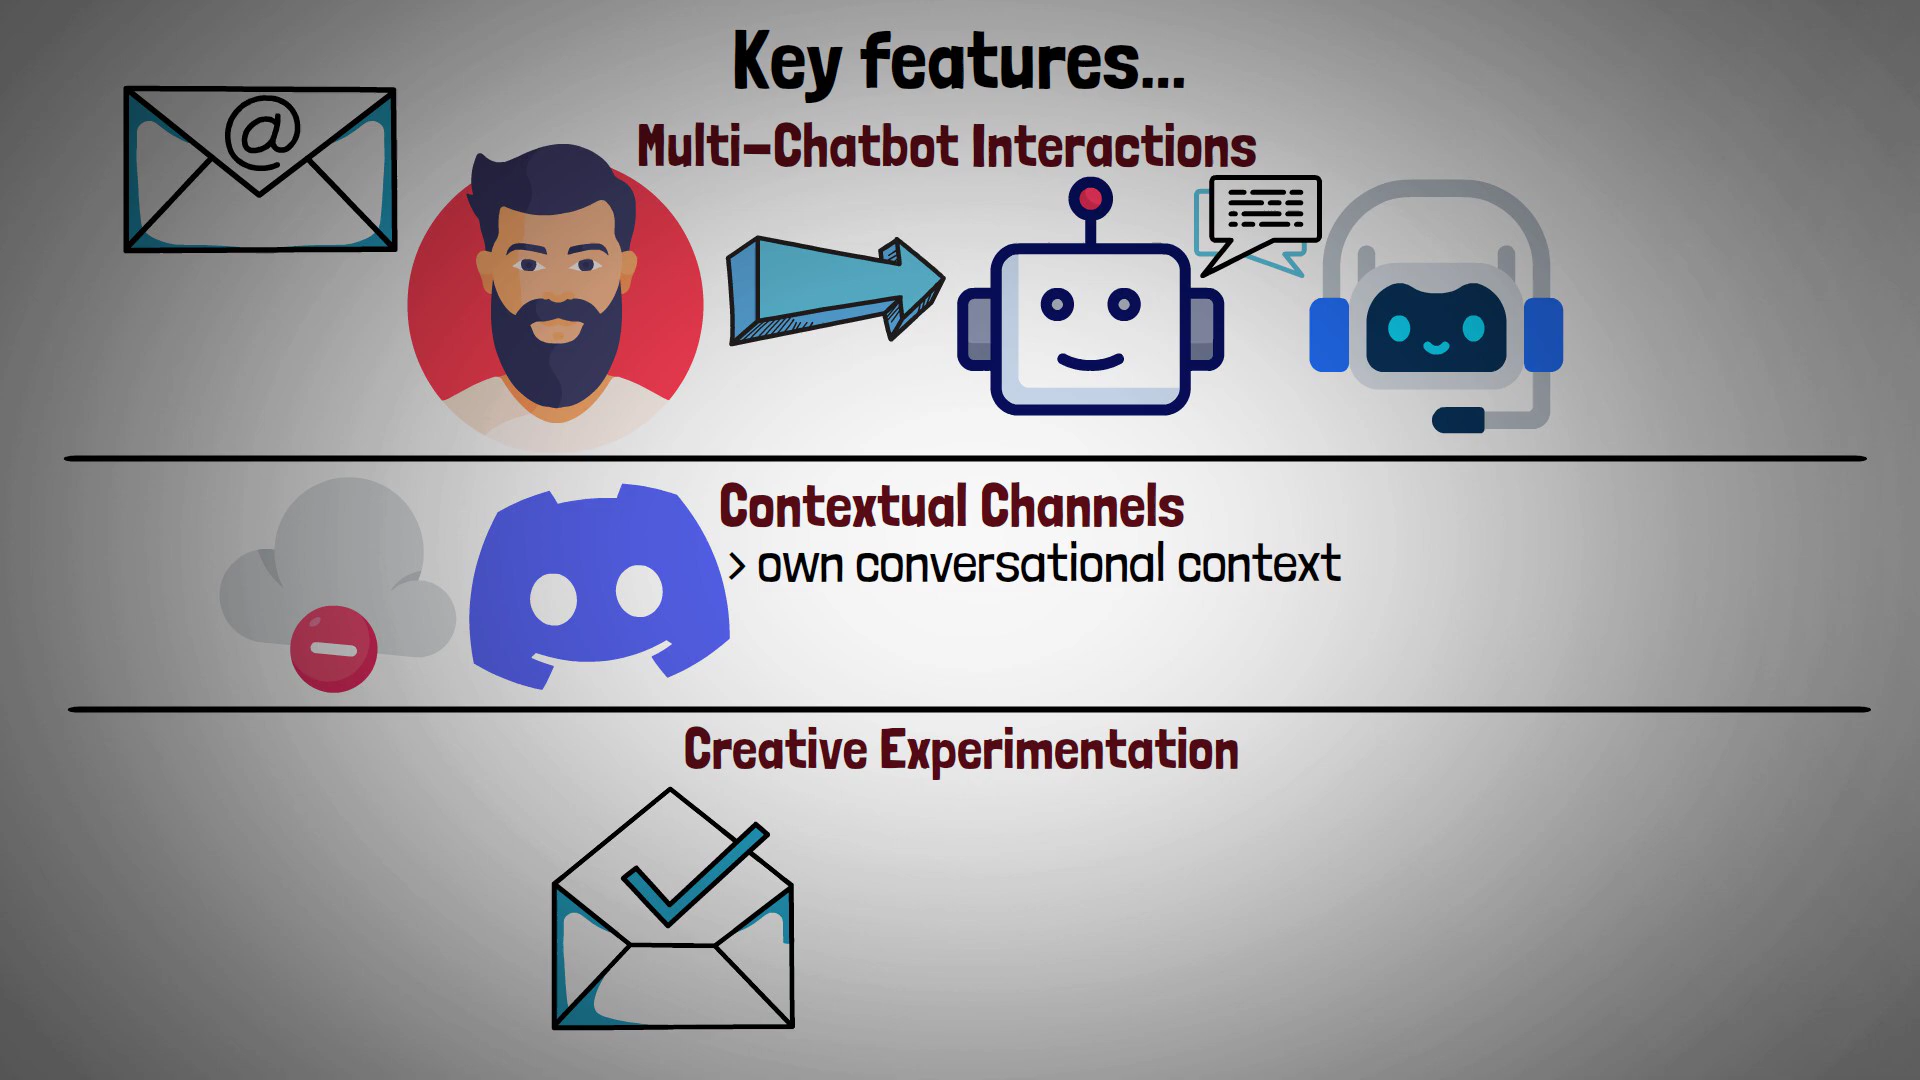 Key features...
@
Multi-Chatbot Interactions
Contextual Channels
> own conversational context
Creative Experimentation